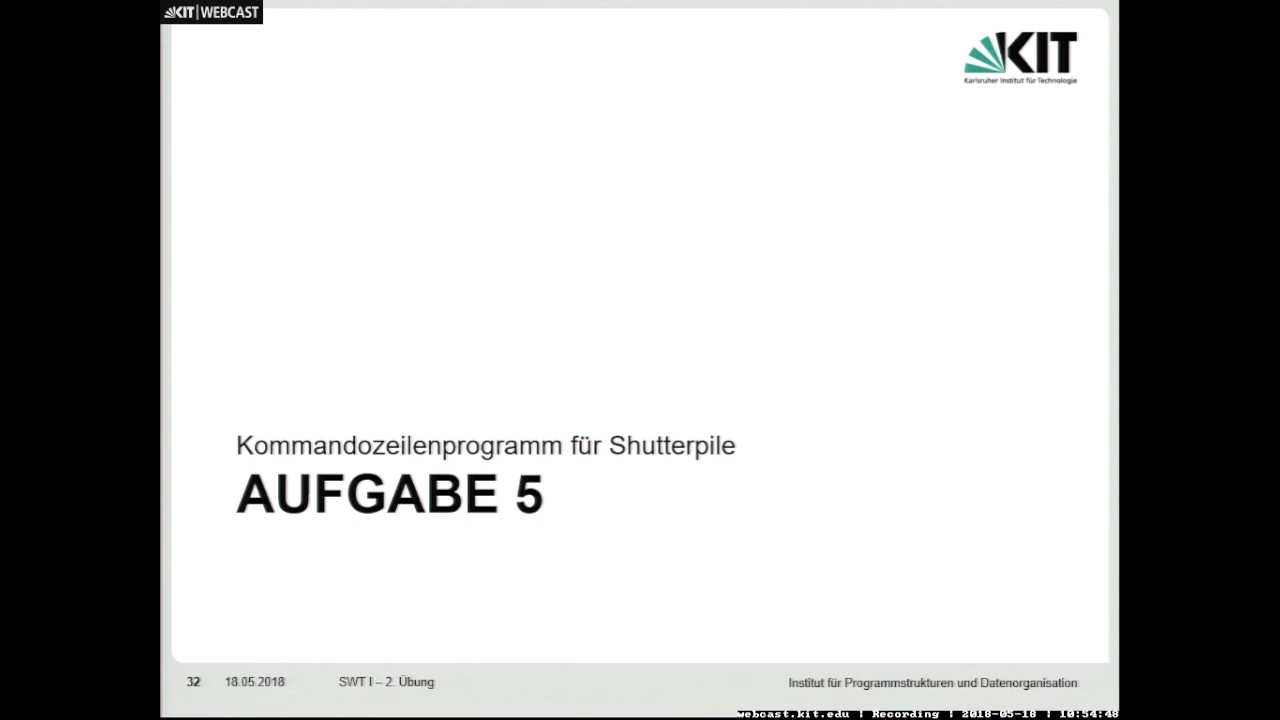 KIT | WEBCAST
KIT
Karlsruher Institut für Technologie
Kommandozeilenprogramm für Shutterpile
AUFGABE 5
32 18.05.2018 SWT I – 2. Übung Institut für Programmstrukturen und Datenorganisation
webcast.kit.edu | Recording | 2018-05-18 | 10:54:48